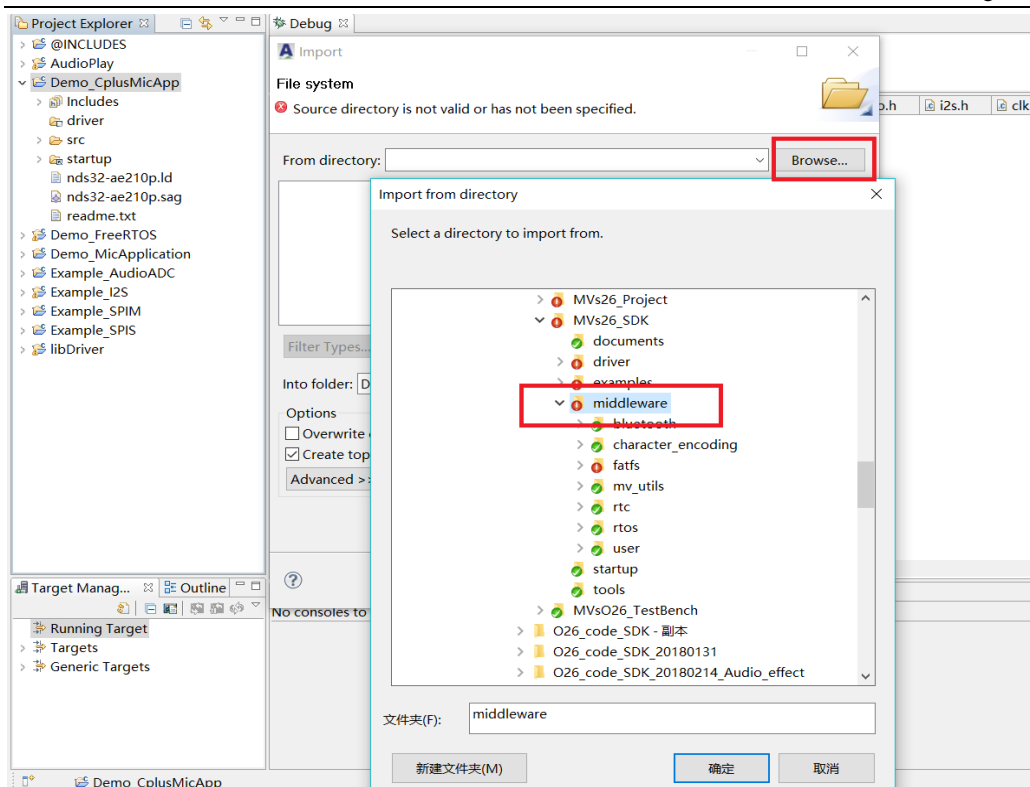 Project Explorer
@INCLUDES
AudioPlay
Demo_CplusMicApp
Includes
driver
src
startup
nds32-ae210p.ld
nds32-ae210p.sag
readme.txt
Demo_FreeRTOS
Demo_MicApplication
Example_AudioADC
Example_I2S
Example_SPIM
Example_SPIS
libDriver
Target Manag...
Outline
Running Target
Targets
Generic Targets
Demo_CplusMicApp
Debug
o.h
i2s.h
clk
No consoles to
Import
File system
Source directory is not valid or has not been specified.
From directory:
Browse...
Filter Types...
Into folder: D
Options
Overwrite
Create top
Advanced >>
Import from directory
Select a directory to import from.
MVs26_Project
MVs26_SDK
documents
driver
examples
middleware
bluetooth
character_encoding
fatfs
mv_utils
rtc
rtos
user
startup
tools
MVsO26_TestBench
O26_code_SDK - 副本
O26_code_SDK_20180131
O26_code_SDK_20180214_Audio_effect
文件夹(F):
middleware
新建文件夹(M)
确定
取消